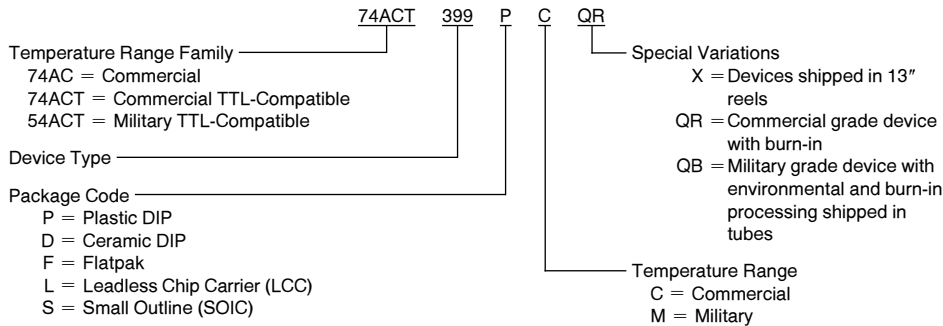 74ACT 399 P C QR
Temperature Range Family
74AC = Commercial
74ACT = Commercial TTL-Compatible
54ACT = Military TTL-Compatible
Device Type
Package Code
P = Plastic DIP
D = Ceramic DIP
F = Flatpak
L = Leadless Chip Carrier (LCC)
S = Small Outline (SOIC)
Special Variations
X = Devices shipped in 13″
reels
QR = Commercial grade device
with burn-in
QB = Military grade device with
environmental and burn-in
processing shipped in
tubes
Temperature Range
C = Commercial
M = Military